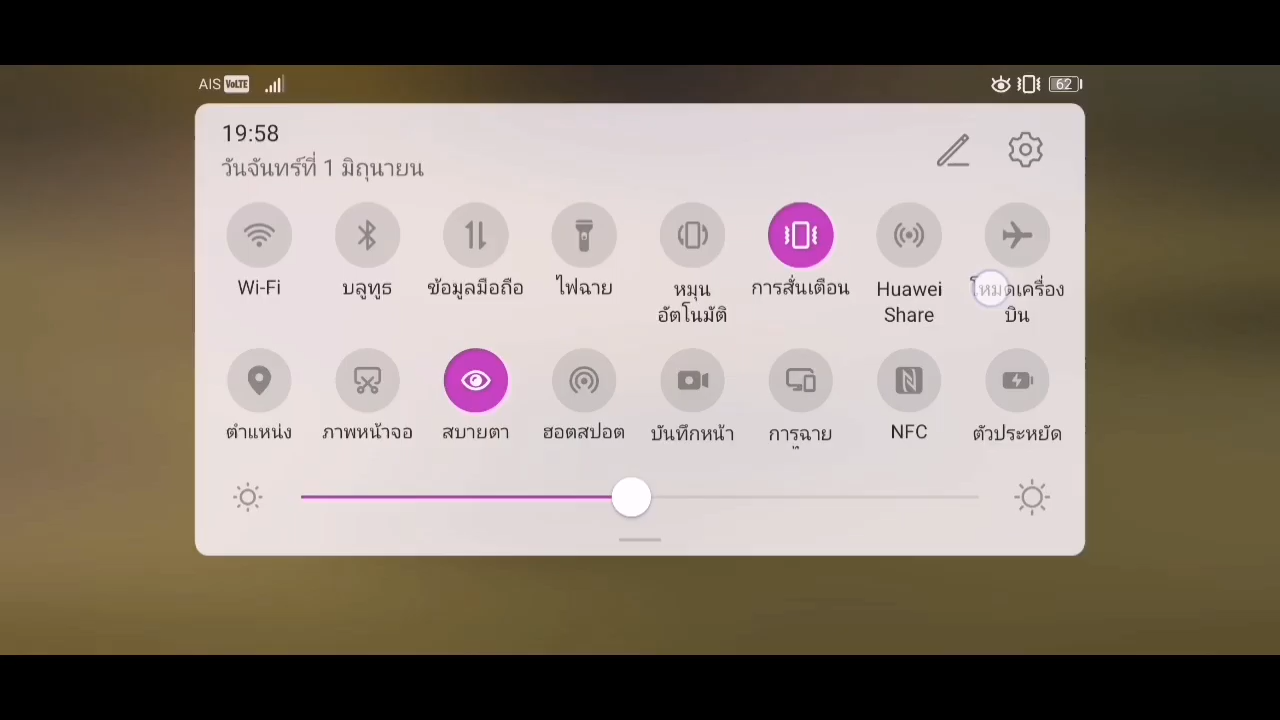 AIS VoLTE
62
19:58
วันจันทร์ที่ 1 มิถุนายน
Wi-Fi
บลูทูธ
ข้อมูลมือถือ
ไฟฉาย
หมุน
อัตโนมัติ
การสั่นเตือน
Huawei
Share
โหมดเครื่อง
บิน
ตำแหน่ง
ภาพหน้าจอ
สบายตา
ฮอตสปอต
บันทึกหน้า
การฉาย
NFC
ตัวประหยัด